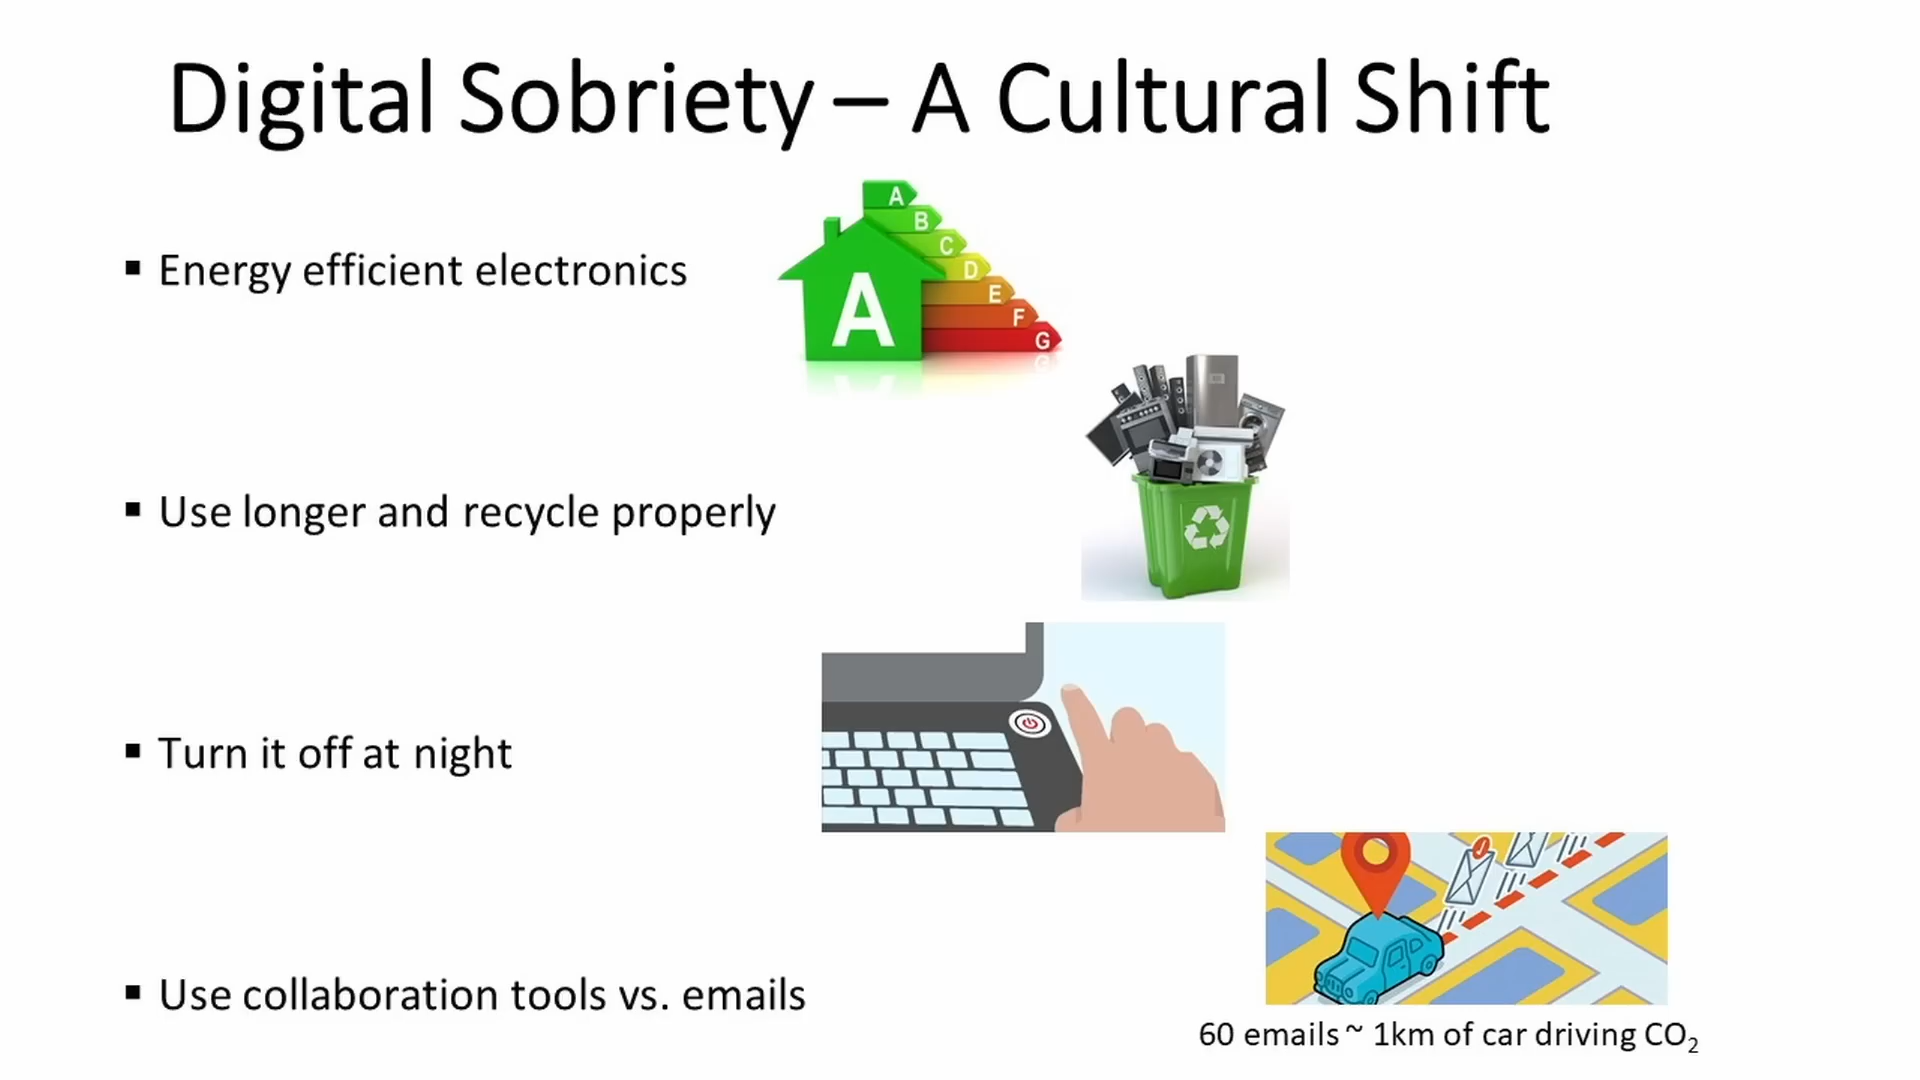 Digital Sobriety – A Cultural Shift
A
B
C
D
E
F
G
A
▪ Energy efficient electronics
▪ Use longer and recycle properly
▪ Turn it off at night
▪ Use collaboration tools vs. emails
60 emails ~ 1km of car driving CO₂